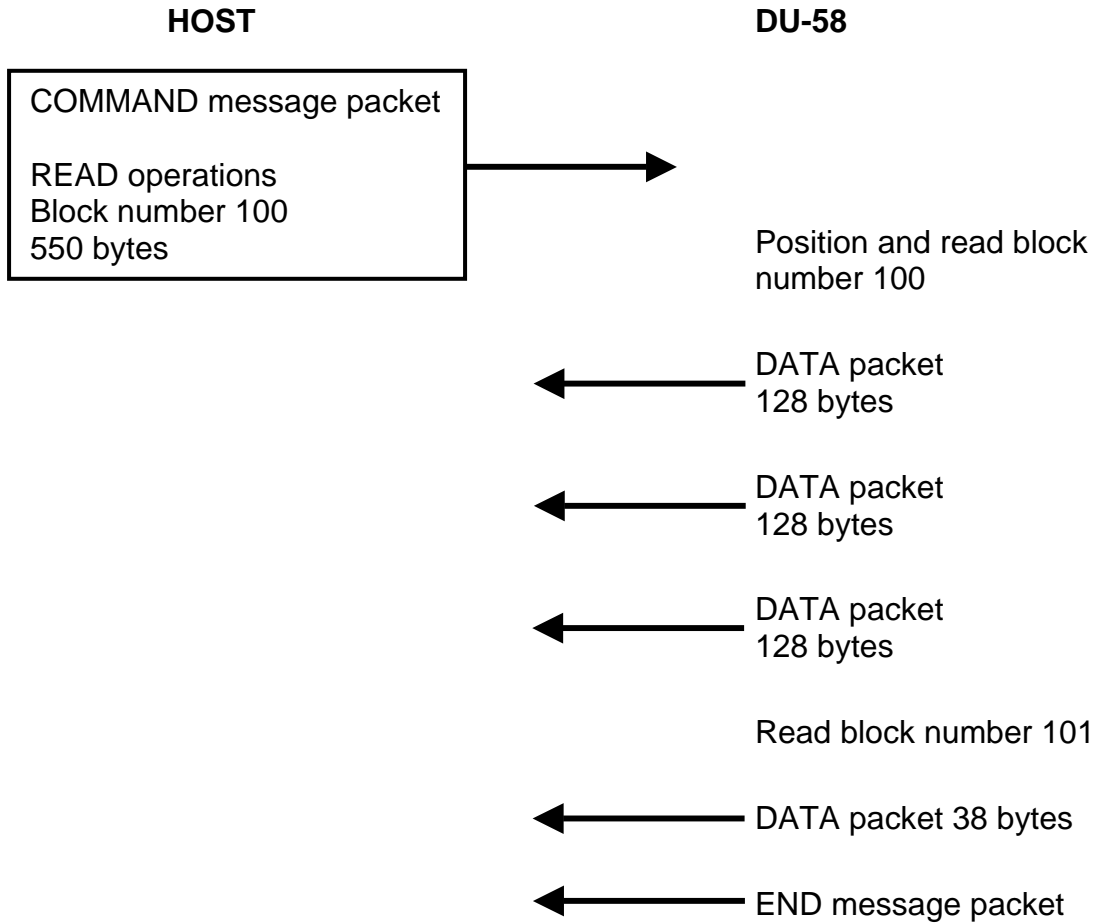 HOST
DU-58
COMMAND message packet
READ operations
Block number 100
550 bytes
Position and read block
number 100
DATA packet
128 bytes
DATA packet
128 bytes
DATA packet
128 bytes
Read block number 101
DATA packet 38 bytes
END message packet